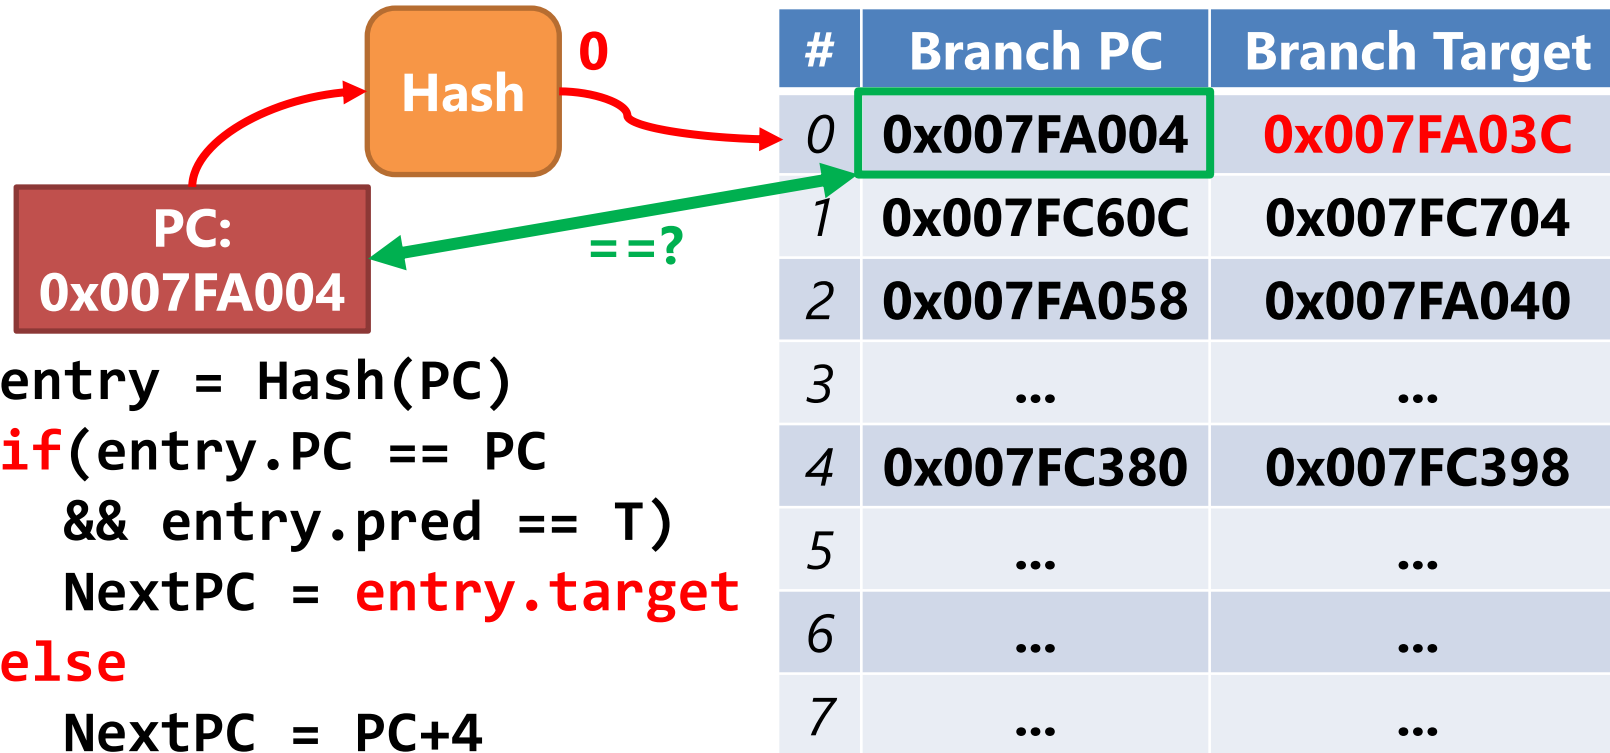 Hash
0
PC:
0x007FA004
==?
entry = Hash(PC)
if(entry.PC == PC
&& entry.pred == T)
NextPC = entry.target
else
NextPC = PC+4
# Branch PC Branch Target
0 0x007FA004 0x007FA03C
1 0x007FC60C 0x007FC704
2 0x007FA058 0x007FA040
3 ... ...
4 0x007FC380 0x007FC398
5 ... ...
6 ... ...
7 ... ...